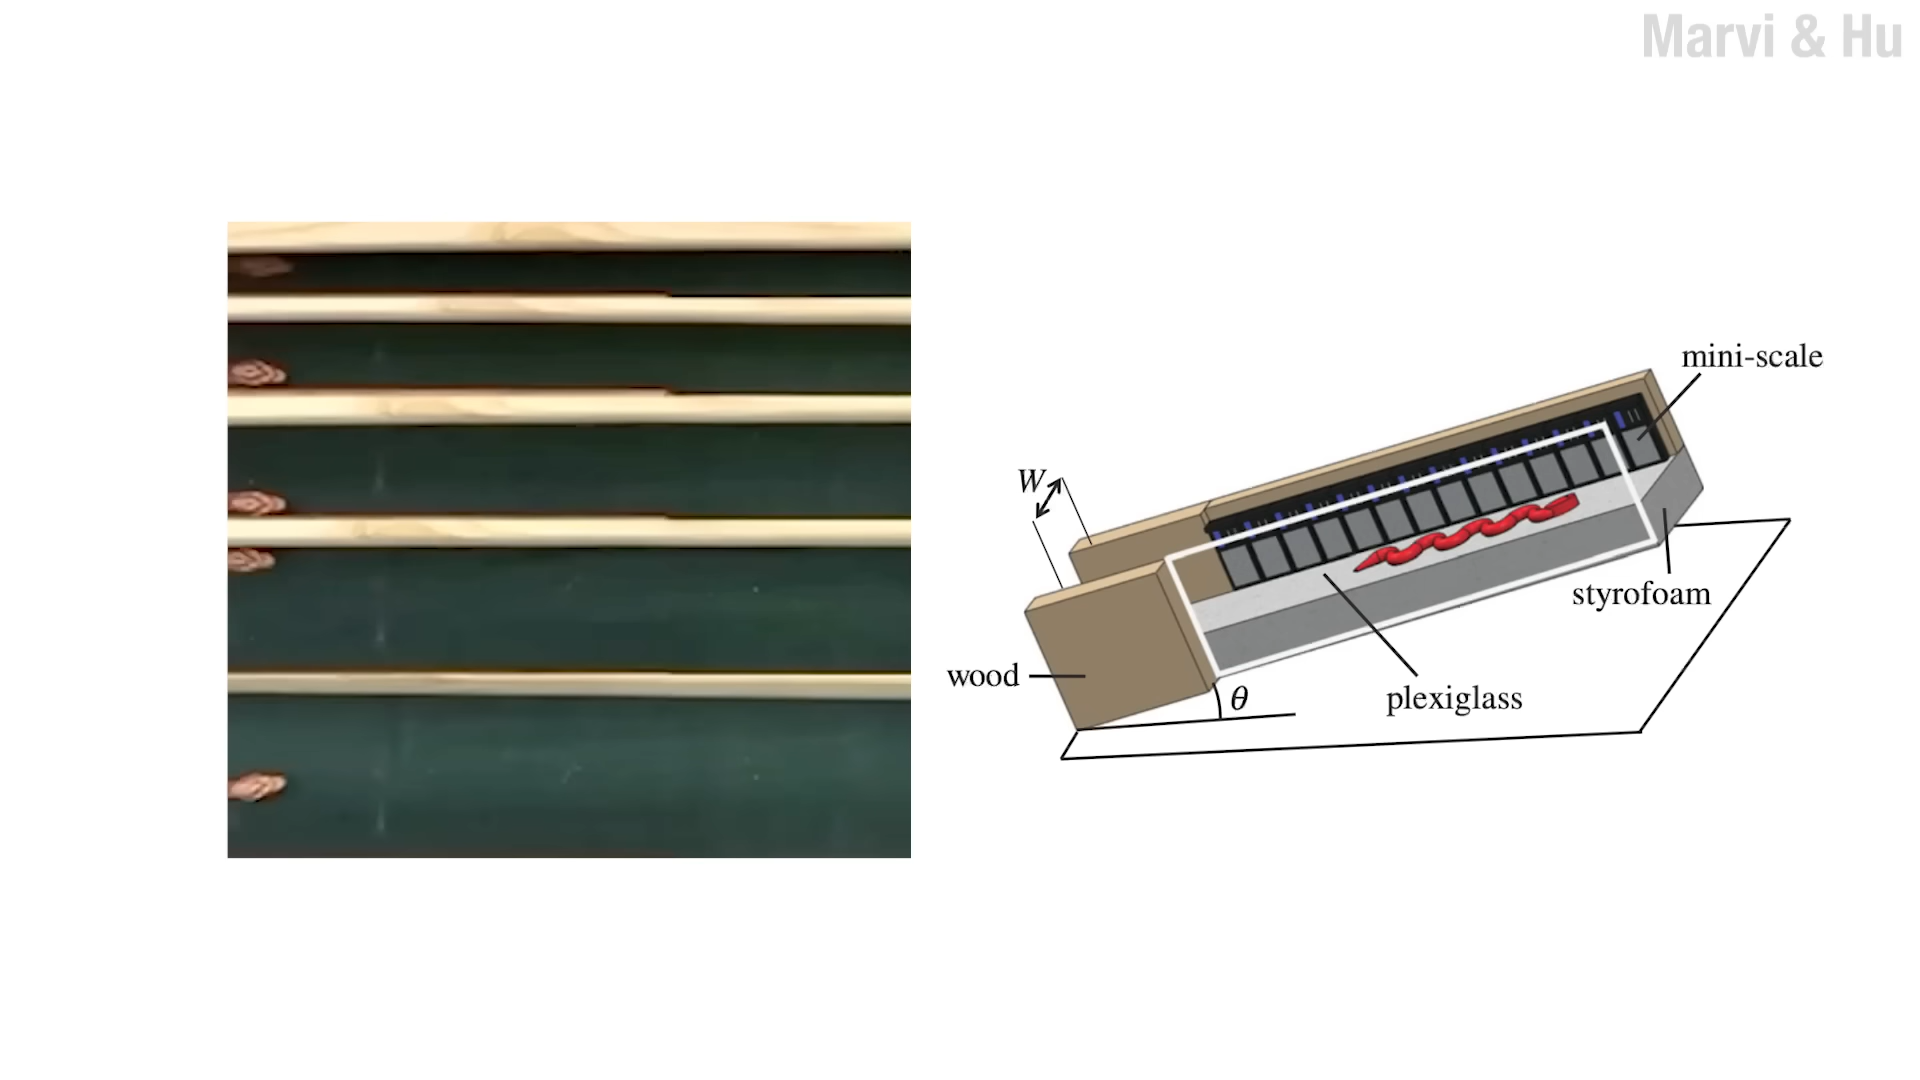 Marvi & Hu
mini-scale
W
styrofoam
wood
θ
plexiglass